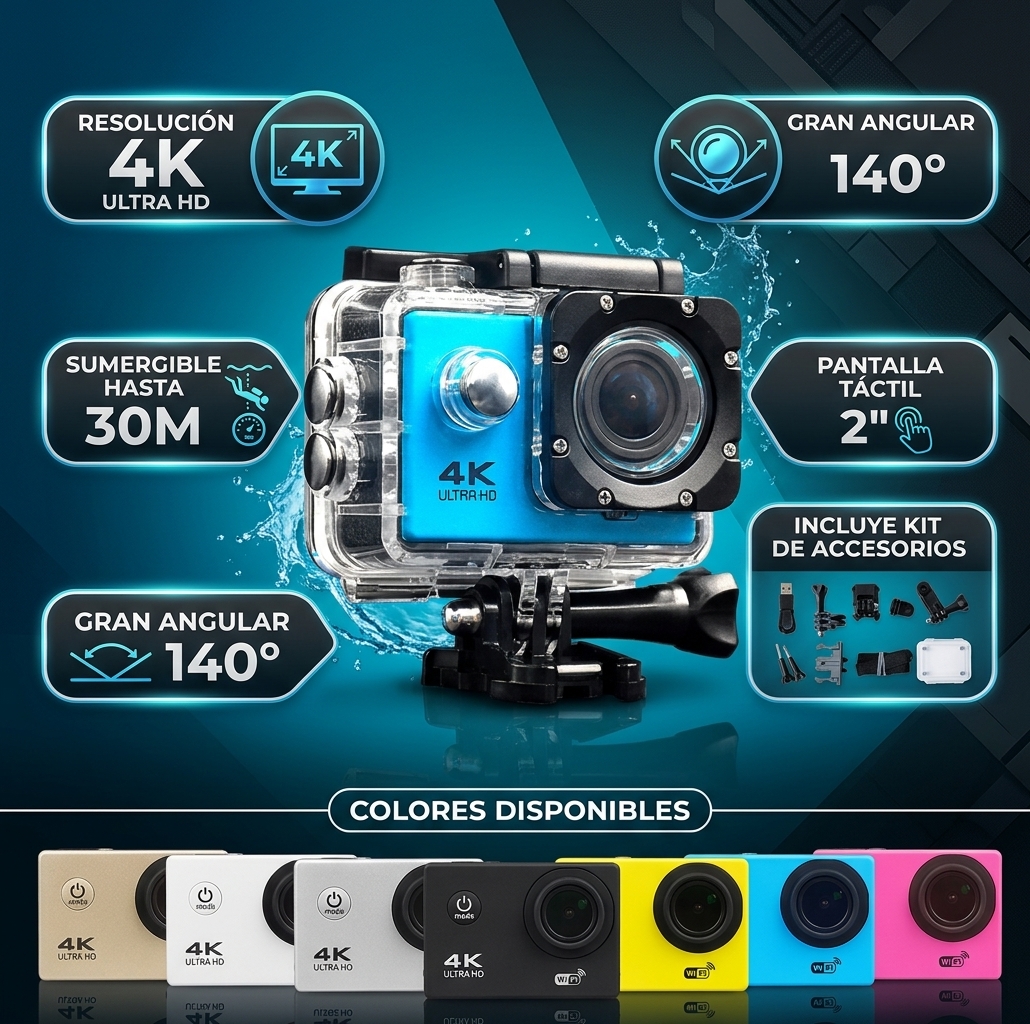 RESOLUCIÓN
4K
ULTRA HD
4K
GRAN ANGULAR
140º
SUMERGIBLE
HASTA
30M
PANTALLA
TÁCTIL
2"
4K
ULTRA HD
INCLUYE KIT
DE ACCESORIOS
GRAN ANGULAR
140º
COLORES DISPONIBLES
4K
ULTRA HD
4K
ULTRA HD
mode
4K
ULTRA HD
mode
4K
ULTRA HD
WiFi
WiFi
WiFi
WiFi